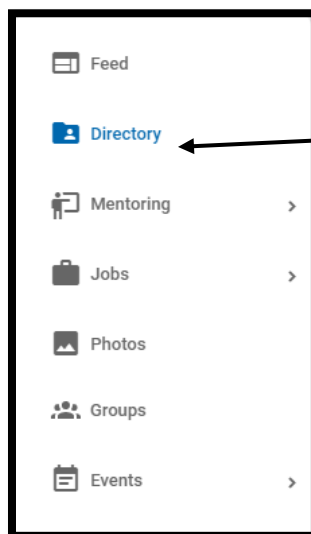 Feed
Directory
Mentoring
Jobs
Photos
Groups
Events